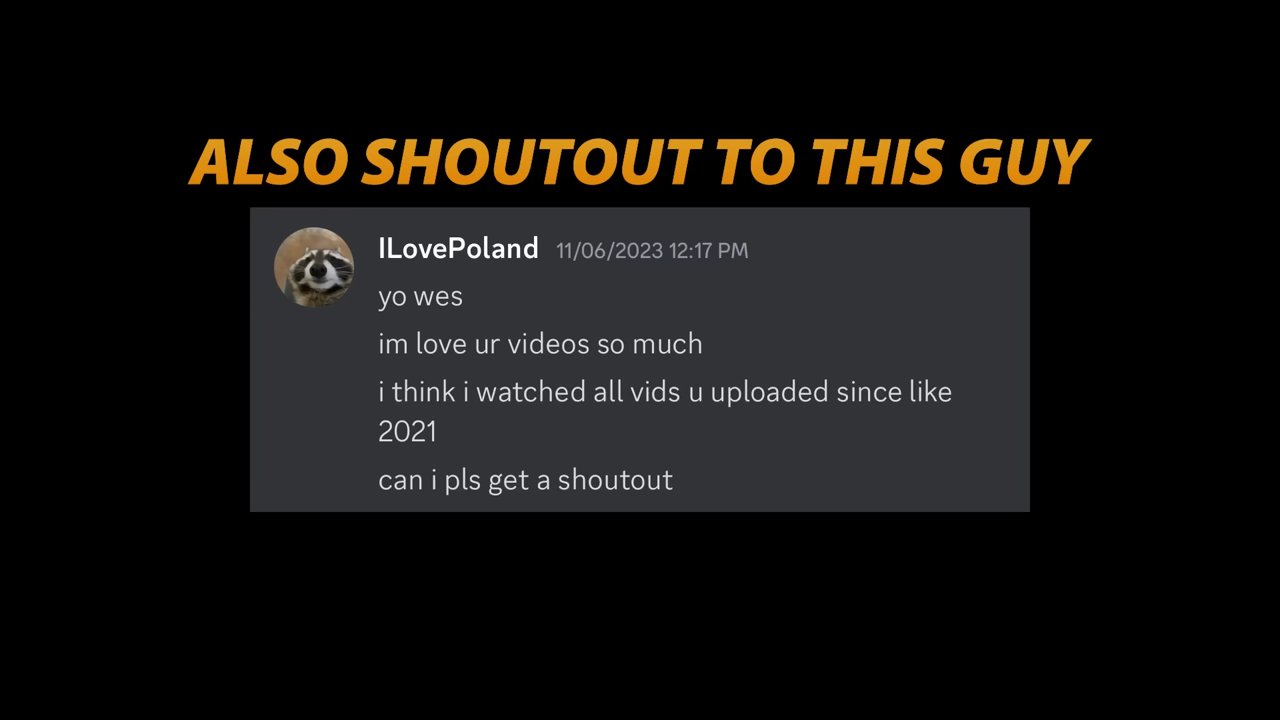 ALSO SHOUTOUT TO THIS GUY
ILovePoland 11/06/2023 12:17 PM
yo wes
im love ur videos so much
i think i watched all vids u uploaded since like
2021
can i pls get a shoutout